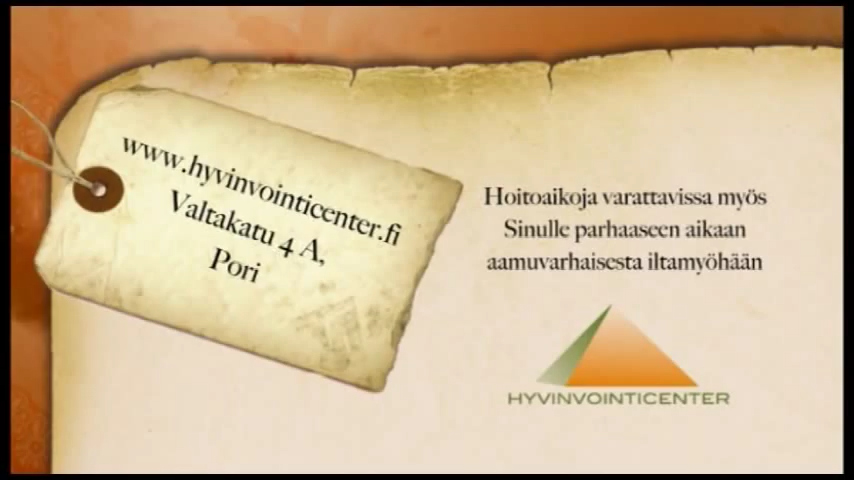 www.hyvinvointicenter.fi
Valtakatu 4 A,
Pori
Hoitoaikoja varattavissa myös
Sinulle parhaaseen aikaan
aamuvarhaisesta iltamyöhään
HYVINVOINTICENTER